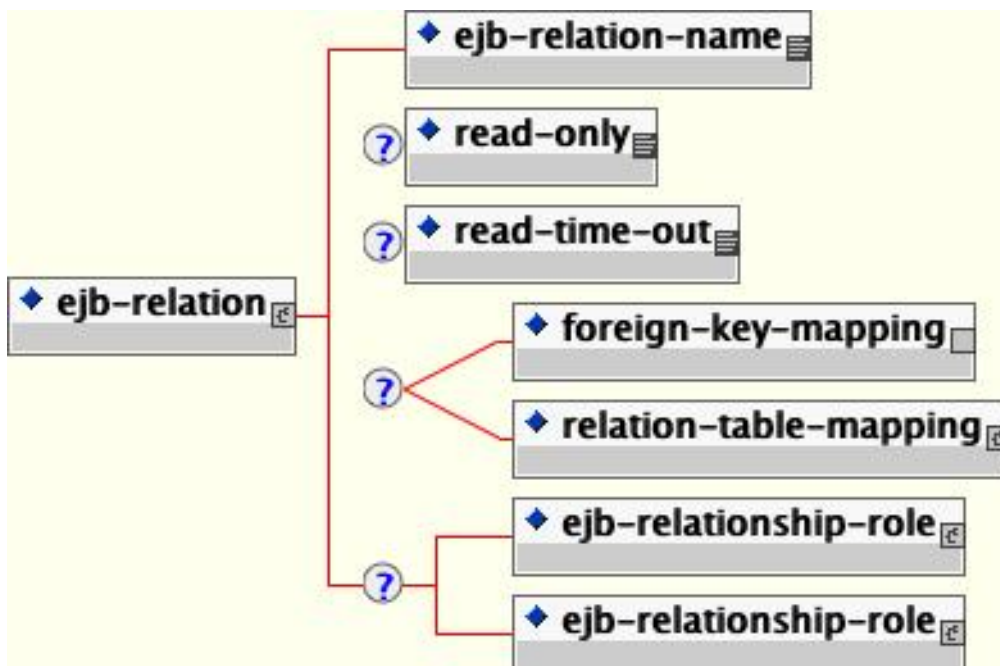 ejb-relation-name
?
read-only
?
read-time-out
ejb-relation
foreign-key-mapping
?
relation-table-mapping
ejb-relationship-role
?
ejb-relationship-role